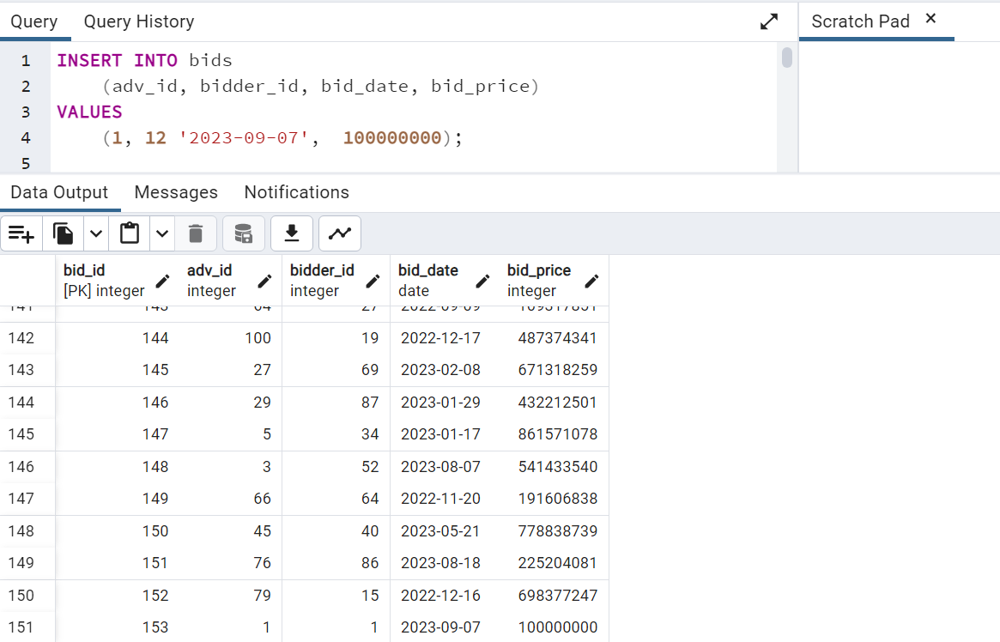 Query Query History Scratch Pad ×
1 INSERT INTO bids
2 (adv_id, bidder_id, bid_date, bid_price)
3 VALUES
4 (1, 12 '2023-09-07', 100000000);
5
Data Output Messages Notifications
bid_id adv_id bidder_id bid_date bid_price
[PK] integer integer integer date integer
142 144 100 19 2022-12-17 487374341
143 145 27 69 2023-02-08 671318259
144 146 29 87 2023-01-29 432212501
145 147 5 34 2023-01-17 861571078
146 148 3 52 2023-08-07 541433540
147 149 66 64 2022-11-20 191606838
148 150 45 40 2023-05-21 778838739
149 151 76 86 2023-08-18 225204081
150 152 79 15 2022-12-16 698377247
151 153 1 1 2023-09-07 100000000